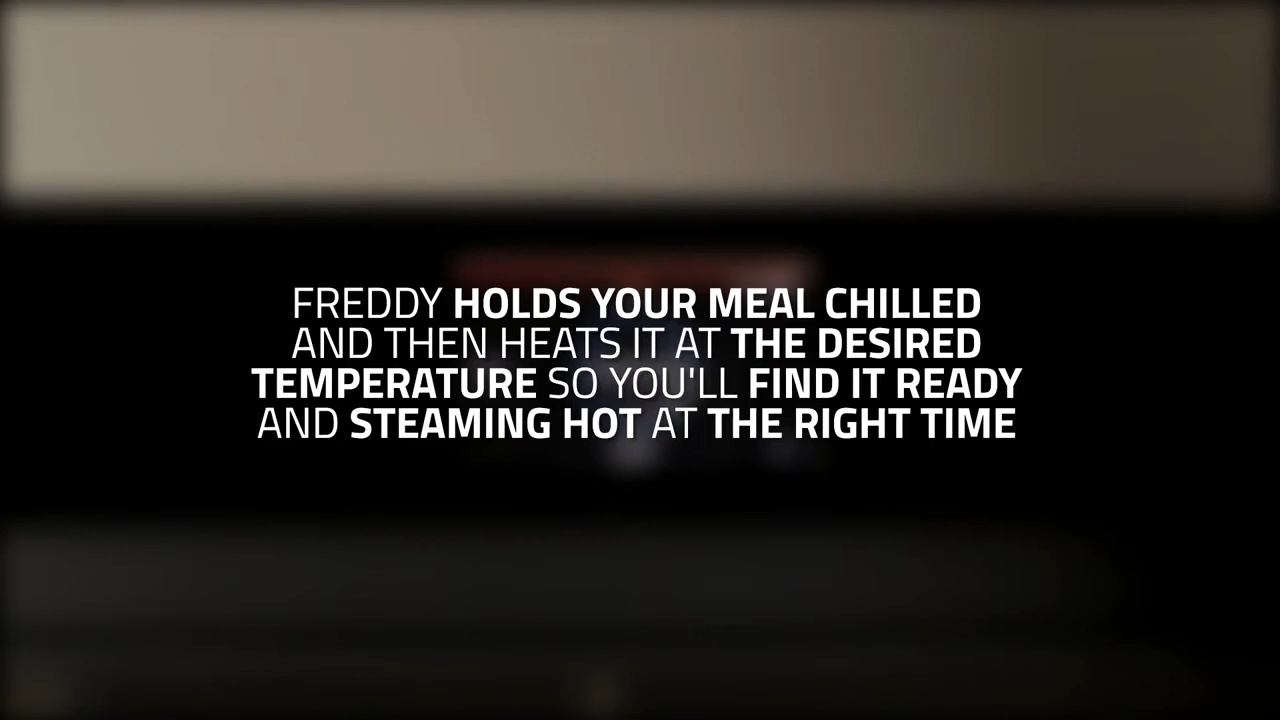 FREDDY HOLDS YOUR MEAL CHILLED
AND THEN HEATS IT AT THE DESIRED
TEMPERATURE SO YOU'LL FIND IT READY
AND STEAMING HOT AT THE RIGHT TIME